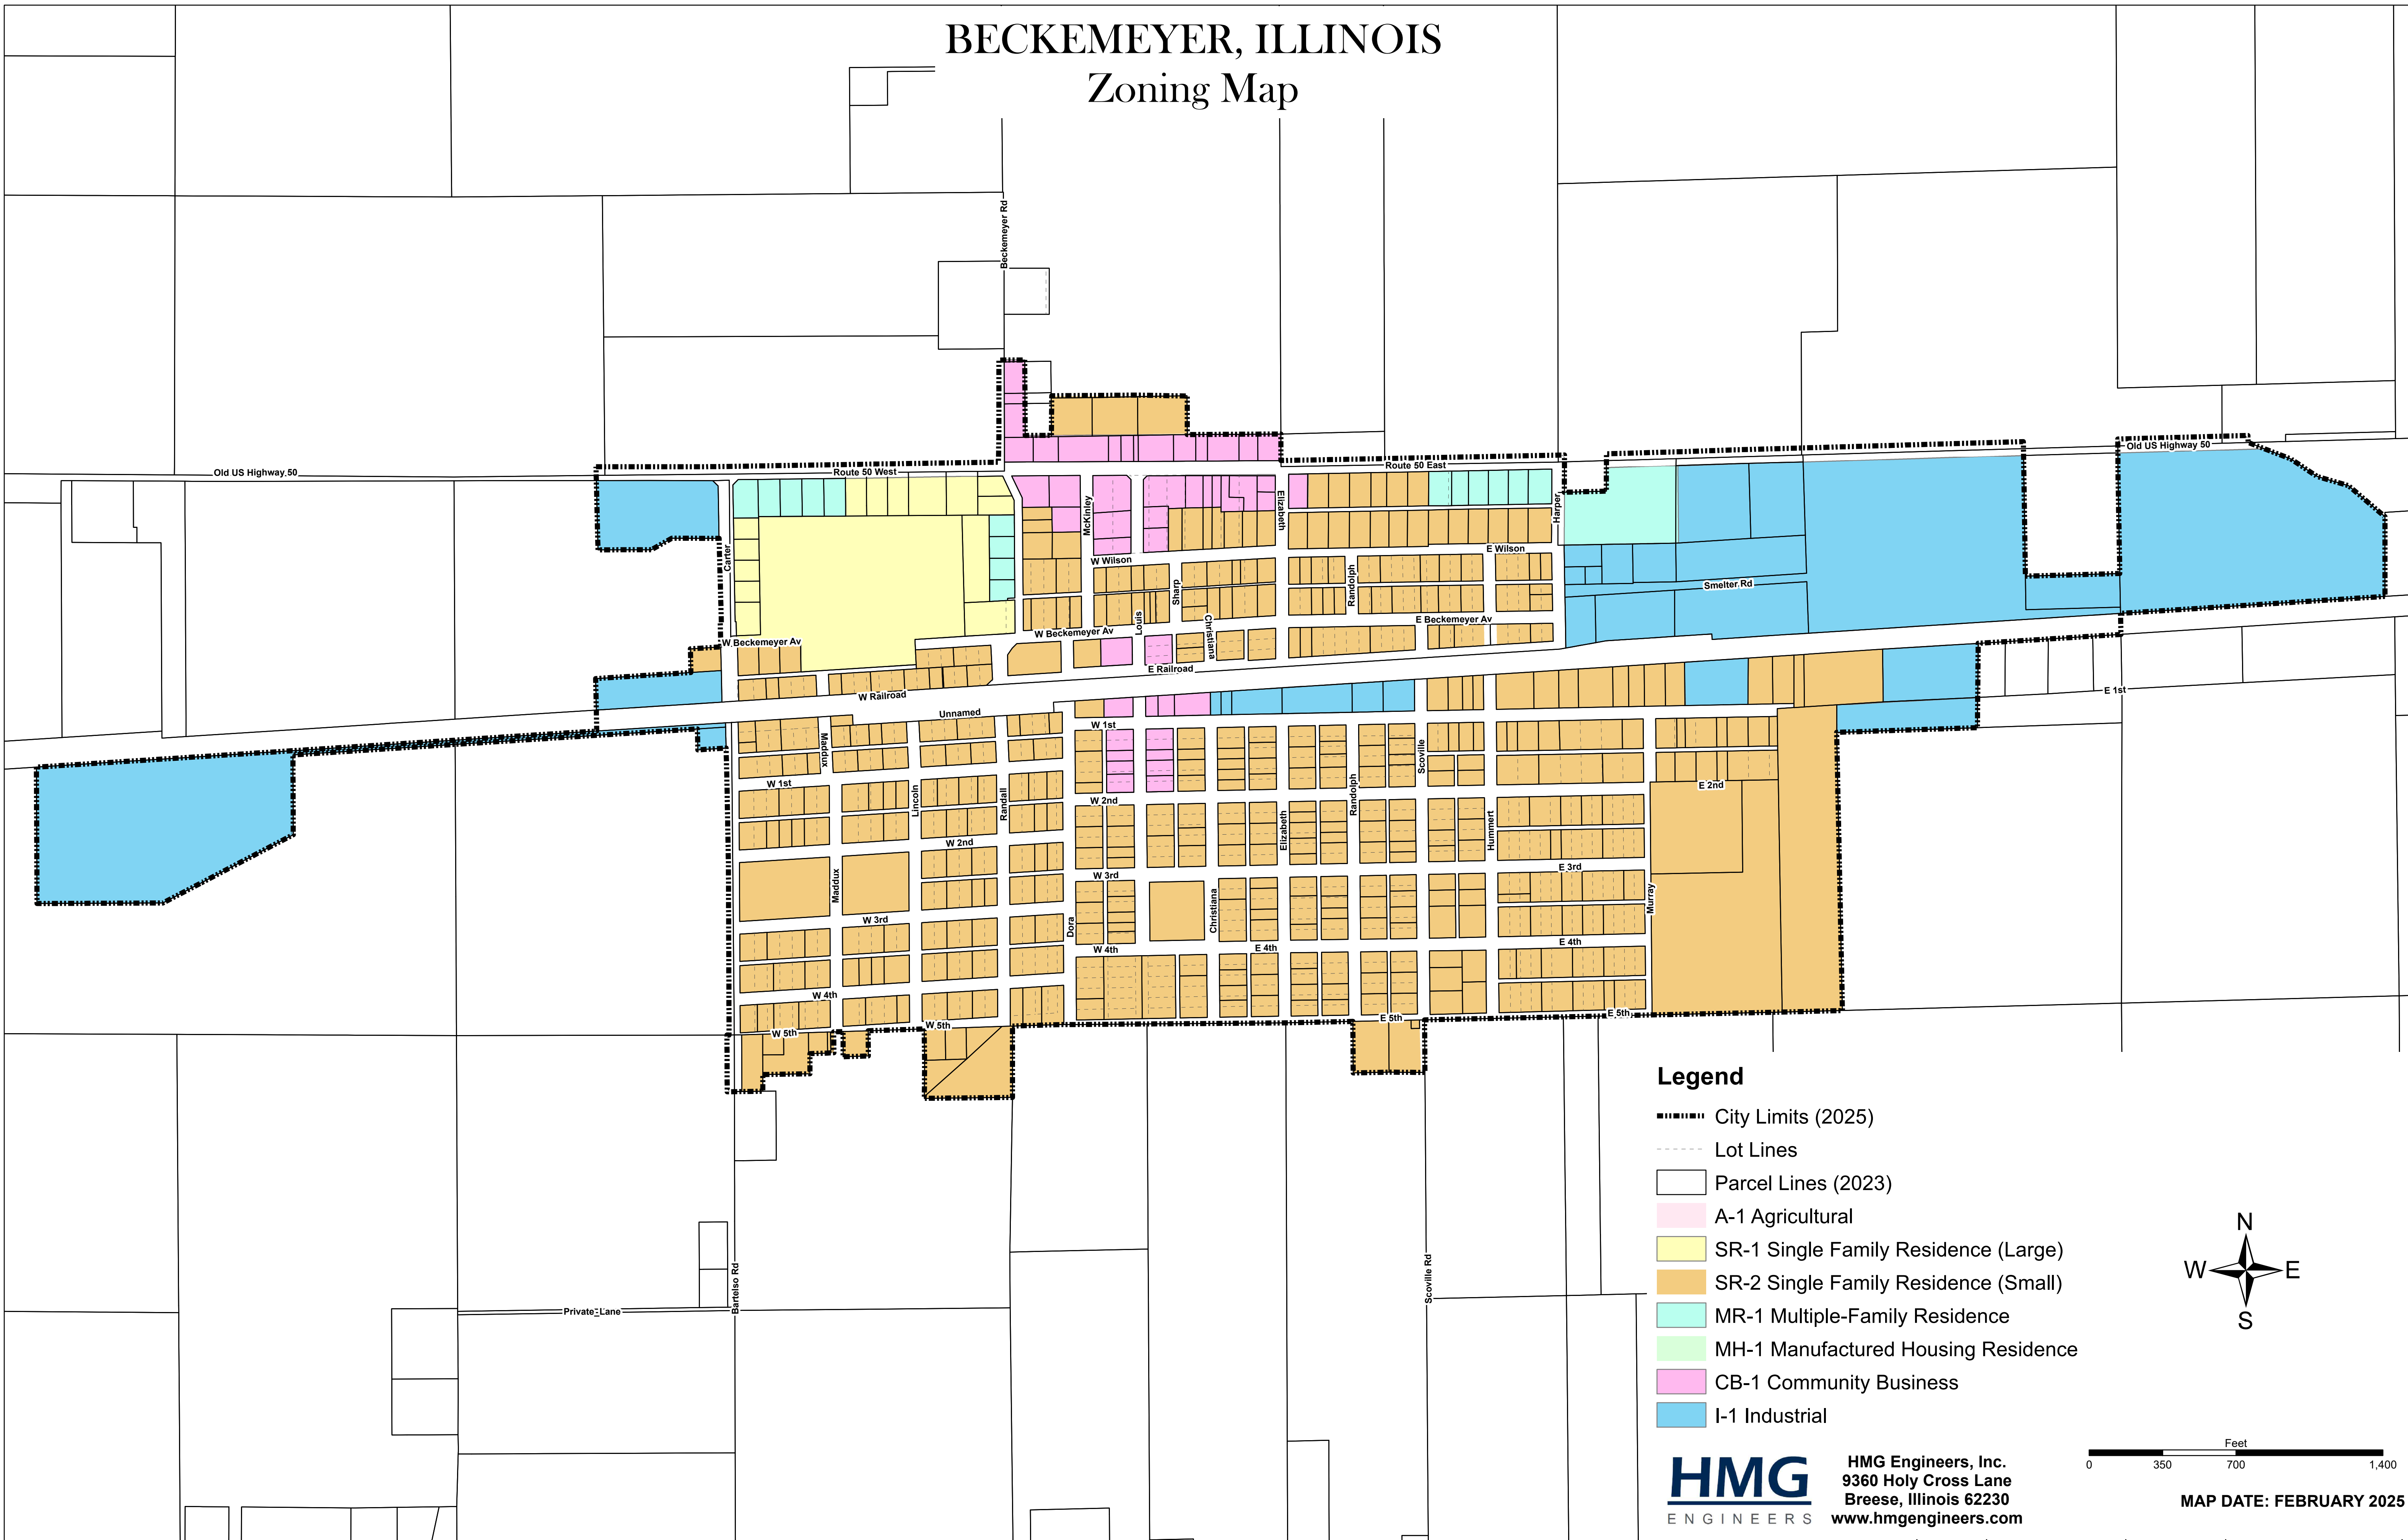 BECKEMEYER, ILLINOIS
Zoning Map
Beckemeyer Rd
Old US Highway 50
Route 50 West
Route 50 East
Old US Highway 50
McKinley
Elizabeth
Harper
Carter
W Wilson
E Wilson
Sharp
Randolph
Smelter Rd
Louis
Christiana
W Beckemeyer Av
W Beckemeyer Av
E Beckemeyer Av
E Railroad
W Railroad
E 1st
Unnamed
W 1st
Maddux
Scoville
W 1st
Lincoln
Randall
W 2nd
Randolph
E 2nd
Elizabeth
Hummert
W 2nd
W 3rd
E 3rd
Maddux
Murray
W 3rd
Dora
Christiana
W 4th
E 4th
E 4th
W 4th
W 5th
W 5th
E 5th
E 5th
Bartelso Rd
Scoville Rd
Private Lane
Legend
City Limits (2025)
Lot Lines
Parcel Lines (2023)
A-1 Agricultural
SR-1 Single Family Residence (Large)
SR-2 Single Family Residence (Small)
MR-1 Multiple-Family Residence
MH-1 Manufactured Housing Residence
CB-1 Community Business
I-1 Industrial
N
W E
S
HMG
ENGINEERS
HMG Engineers, Inc.
9360 Holy Cross Lane
Breese, Illinois 62230
www.hmgengineers.com
Feet
0 350 700 1,400
MAP DATE: FEBRUARY 2025